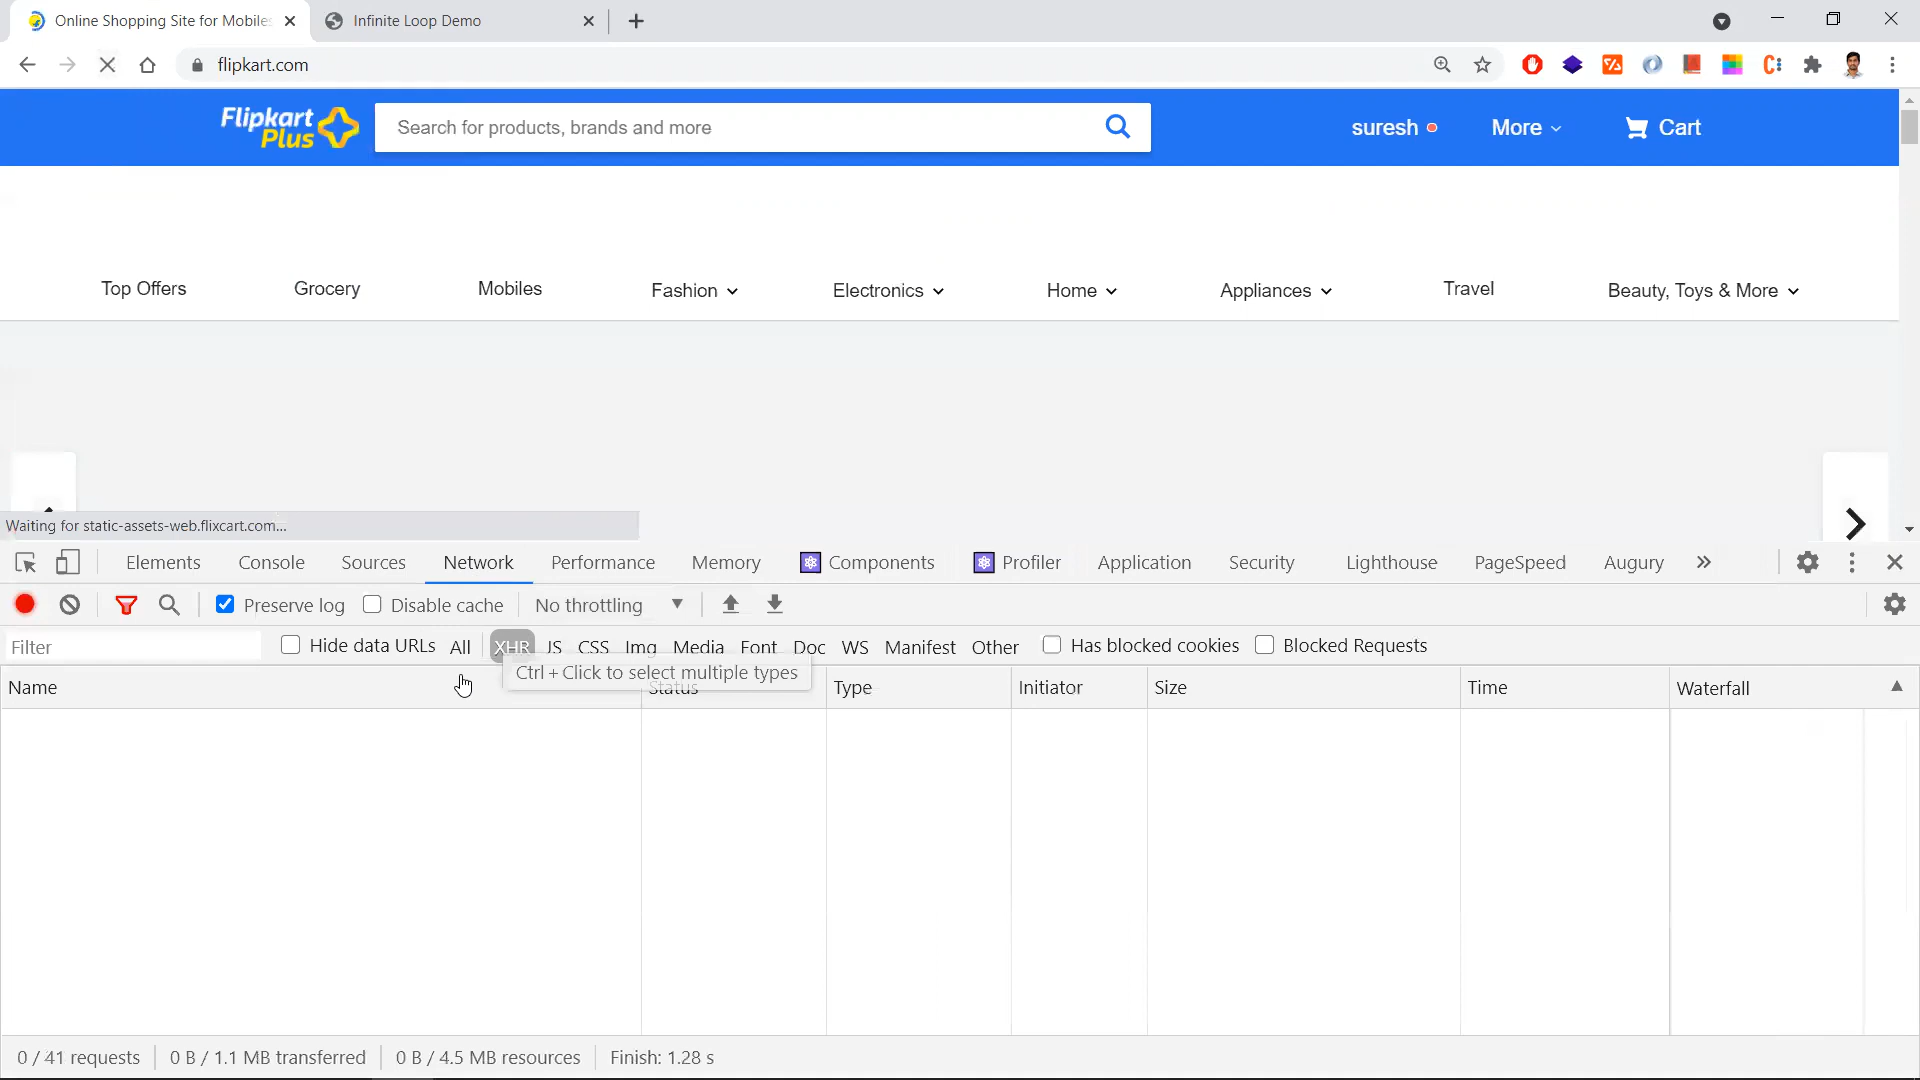 Online Shopping Site for Mobiles
Infinite Loop Demo
flipkart.com
Flipkart
Plus
Search for products, brands and more
suresh
More
Cart
Top Offers
Grocery
Mobiles
Fashion
Electronics
Home
Appliances
Travel
Beauty, Toys & More
Waiting for static-assets-web.flixcart.com...
Elements
Console
Sources
Network
Performance
Memory
Components
Profiler
Application
Security
Lighthouse
PageSpeed
Augury
Preserve log
Disable cache
No throttling
Filter
Hide data URLs
All
XHR
JS
CSS
Img
Media
Font
Doc
WS
Manifest
Other
Has blocked cookies
Blocked Requests
Ctrl + Click to select multiple types
Name
Status
Type
Initiator
Size
Time
Waterfall
0 / 41 requests
0 B / 1.1 MB transferred
0 B / 4.5 MB resources
Finish: 1.28 s